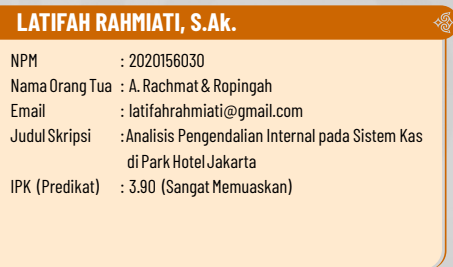 LATIFAH RAHMIATI, S.Ak.
NPM : 2020156030
Nama Orang Tua : A. Rachmat & Ropingah
Email : latifahrahmiati@gmail.com
Judul Skripsi : Analisis Pengendalian Internal pada Sistem Kas
di Park Hotel Jakarta
IPK (Predikat) : 3.90 (Sangat Memuaskan)